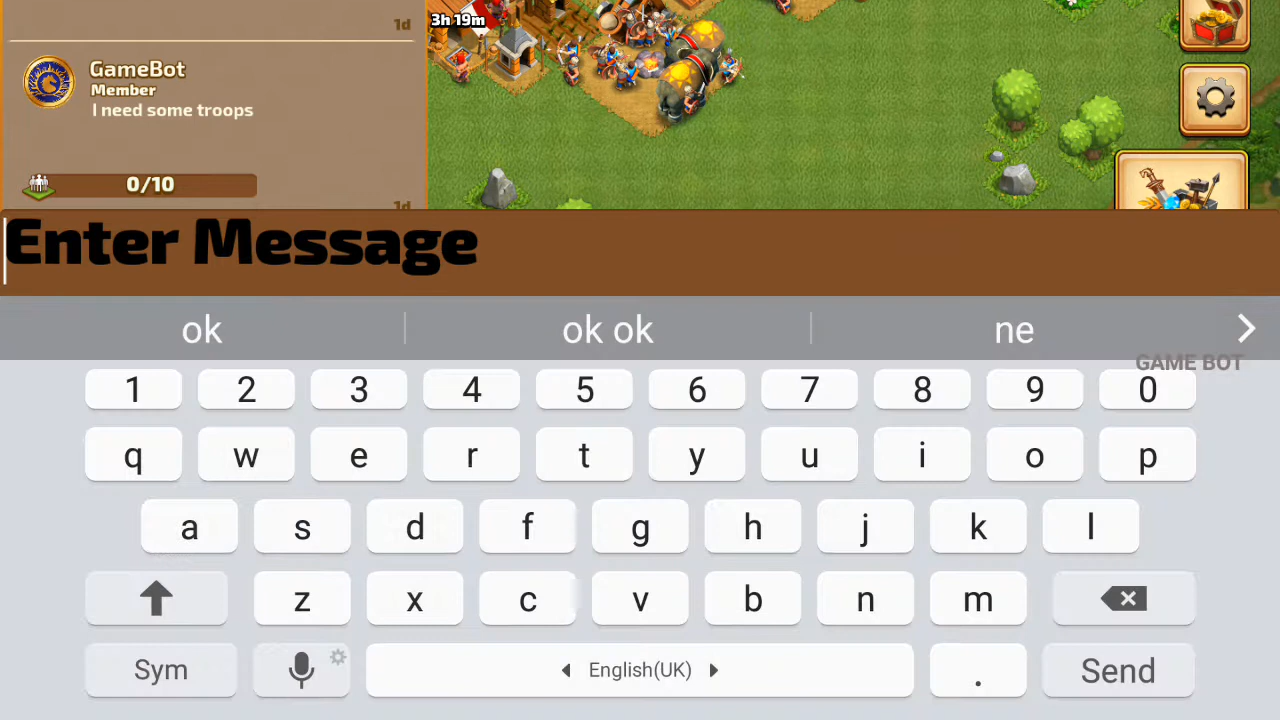 1d
3h 19m
GameBot
Member
I need some troops
0/10
1d
Enter Message
ok
ok ok
ne
GAME BOT
1 2 3 4 5 6 7 8 9 0
q w e r t y u i o p
a s d f g h j k l
z x c v b n m
Sym
English(UK)
.
Send